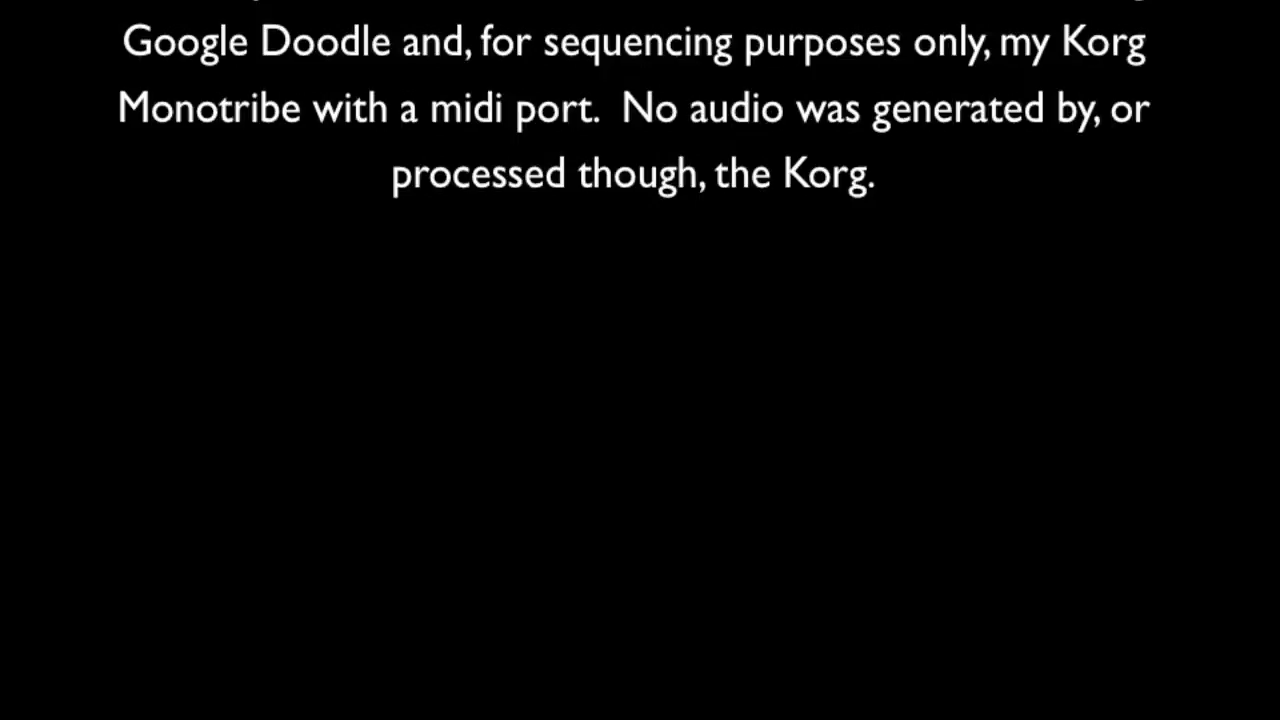 Google Doodle and, for sequencing purposes only, my Korg
Monotribe with a midi port.  No audio was generated by, or
processed though, the Korg.